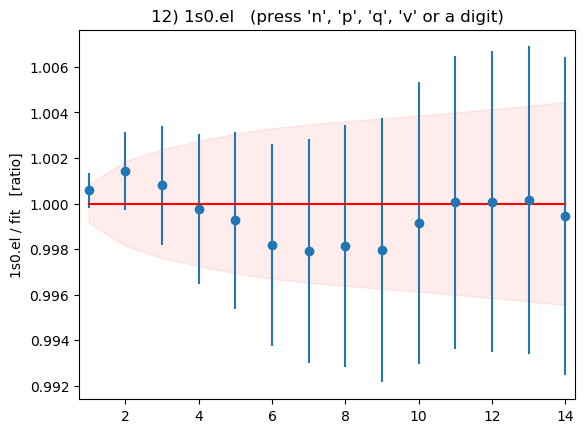 12) 1s0.el   (press 'n', 'p', 'q', 'v' or a digit)
1s0.el / fit   [ratio]
1.006
1.004
1.002
1.000
0.998
0.996
0.994
0.992
2 4 6 8 10 12 14